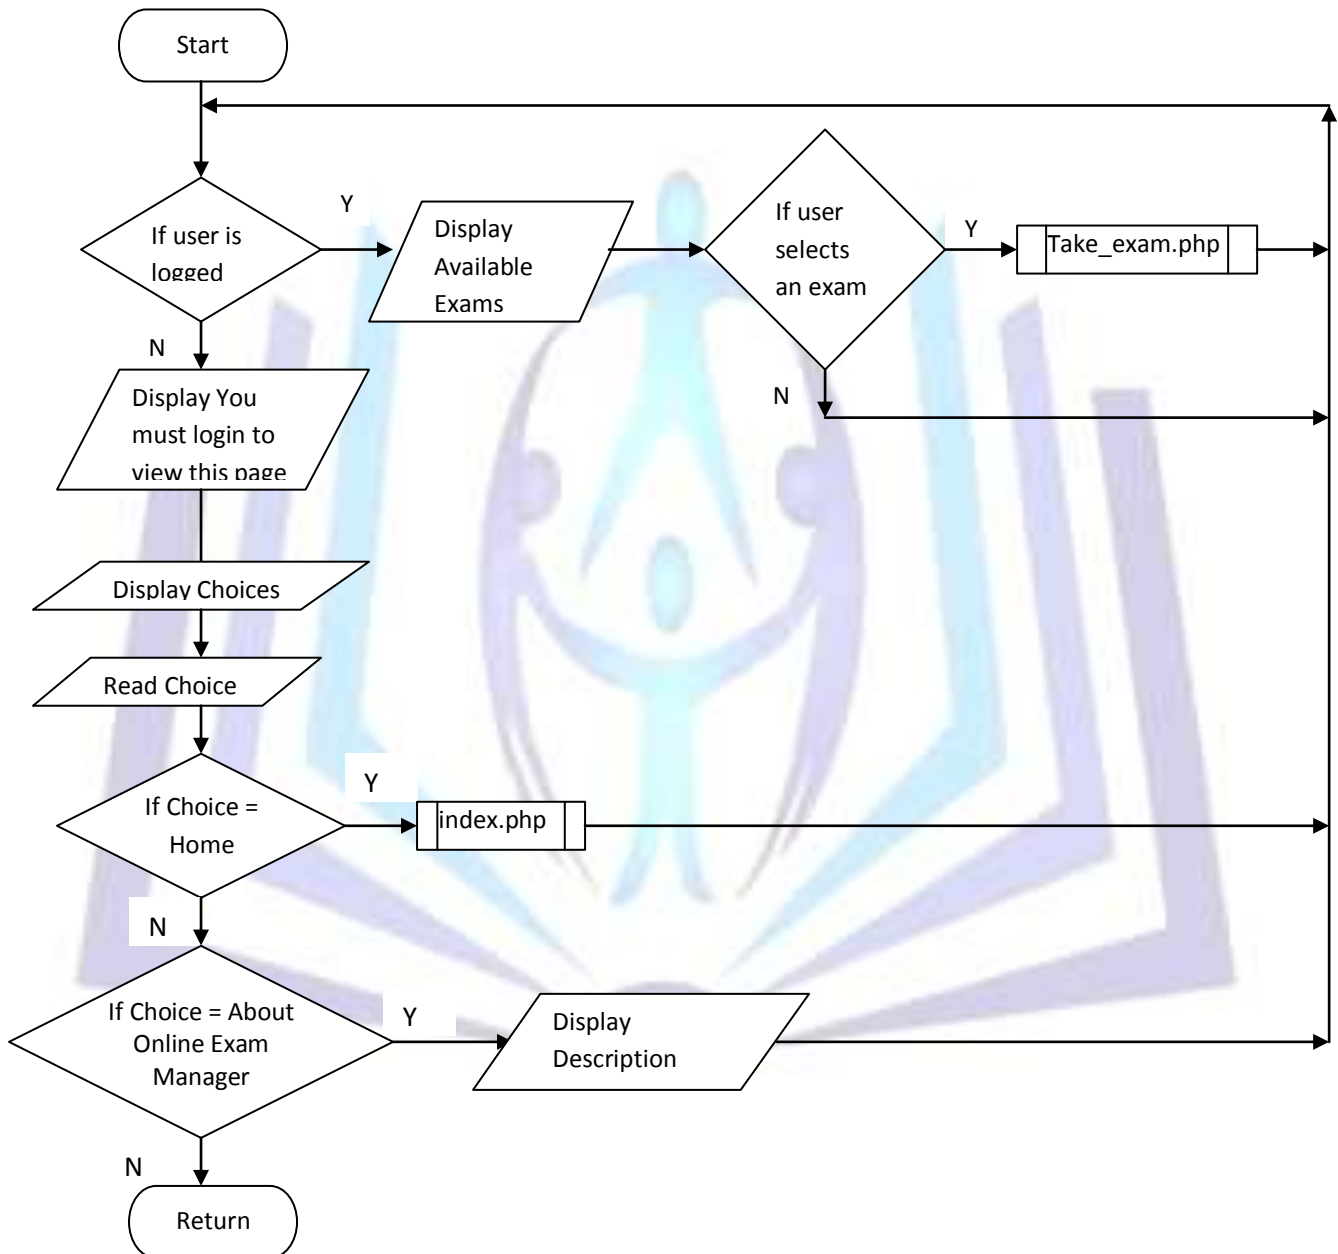 Start
If user is
logged
Y
Display
Available
Exams
If user
selects
an exam
Y
Take_exam.php
N
N
Display You
must login to
view this page
Display Choices
Read Choice
If Choice =
Home
Y
index.php
N
If Choice = About
Online Exam
Manager
Y
Display
Description
N
Return